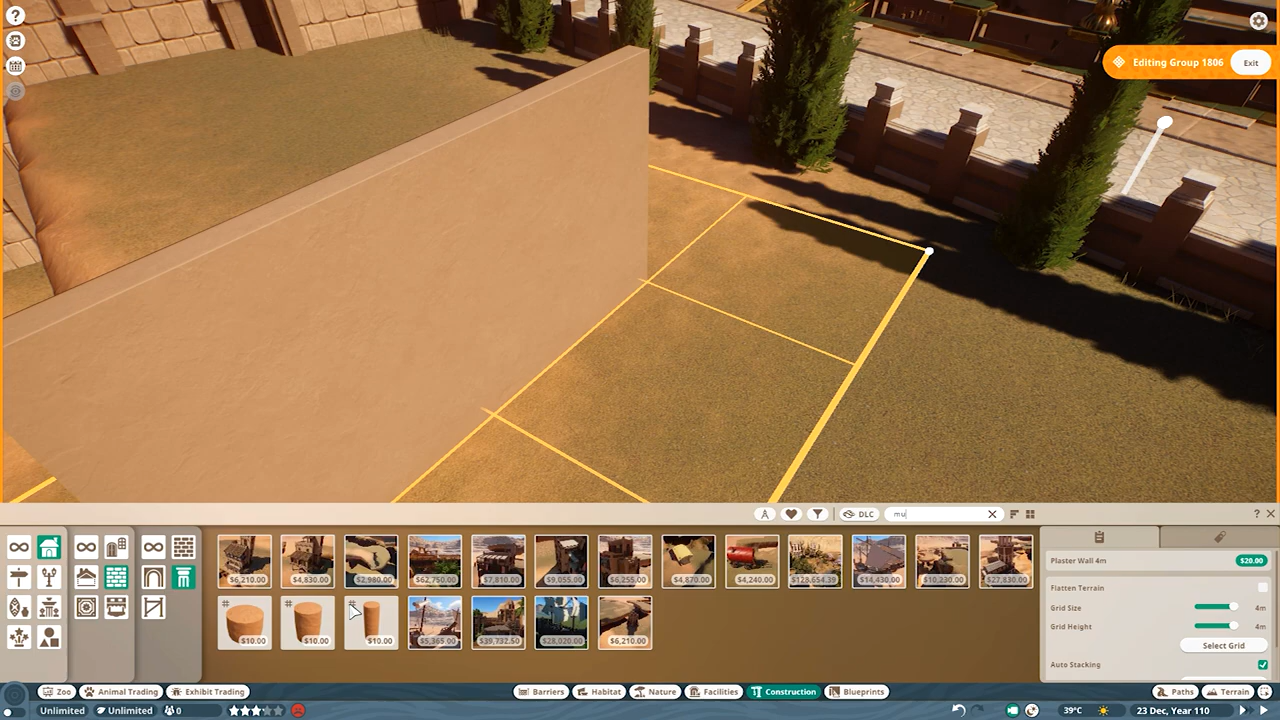 ?
Editing Group 1806 Exit
DLC mu
? ×
$6,210.00 $4,830.00 $2,980.00 $62,750.00 $7,810.00 $9,055.00 $6,255.00 $4,870.00 $4,240.00 $128,654.39 $14,430.00 $10,230.00 $27,830.00
$10.00 $10.00 $10.00 $5,365.00 $39,732.50 $28,020.00 $6,210.00
Plaster Wall 4m $20.00
Flatten Terrain
Grid Size 4m
Grid Height 4m
Select Grid
Auto Stacking
Zoo Animal Trading Exhibit Trading Barriers Habitat Nature Facilities Construction Blueprints Paths Terrain
Unlimited Unlimited 0 39°C 23 Dec, Year 110